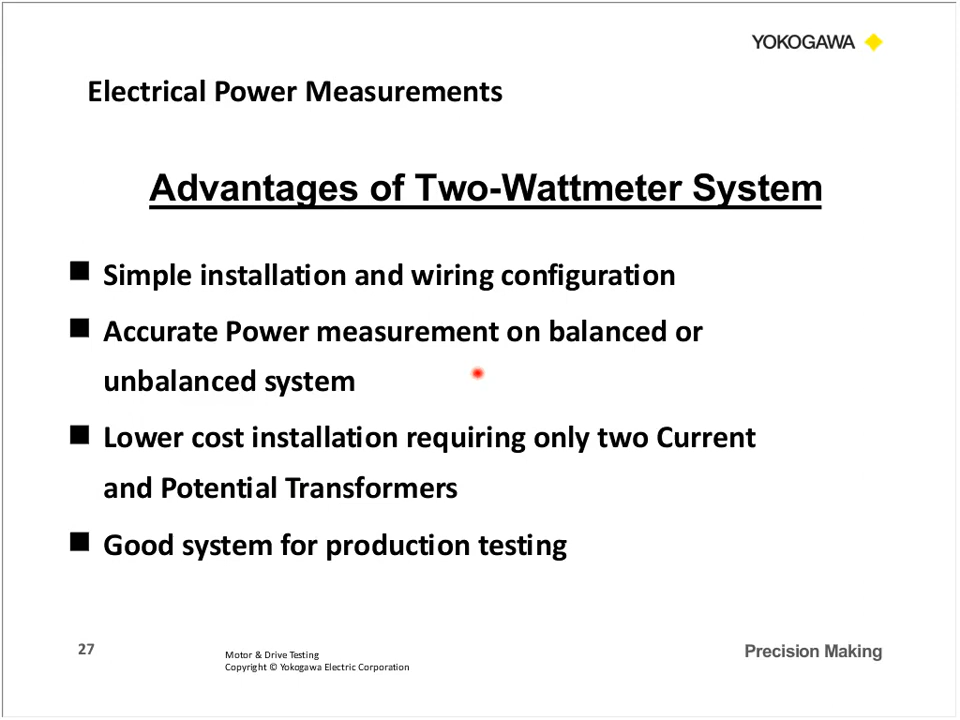 YOKOGAWA
Electrical Power Measurements
Advantages of Two-Wattmeter System
Simple installation and wiring configuration
Accurate Power measurement on balanced or
unbalanced system
Lower cost installation requiring only two Current
and Potential Transformers
Good system for production testing
27
Motor & Drive Testing
Copyright © Yokogawa Electric Corporation
Precision Making